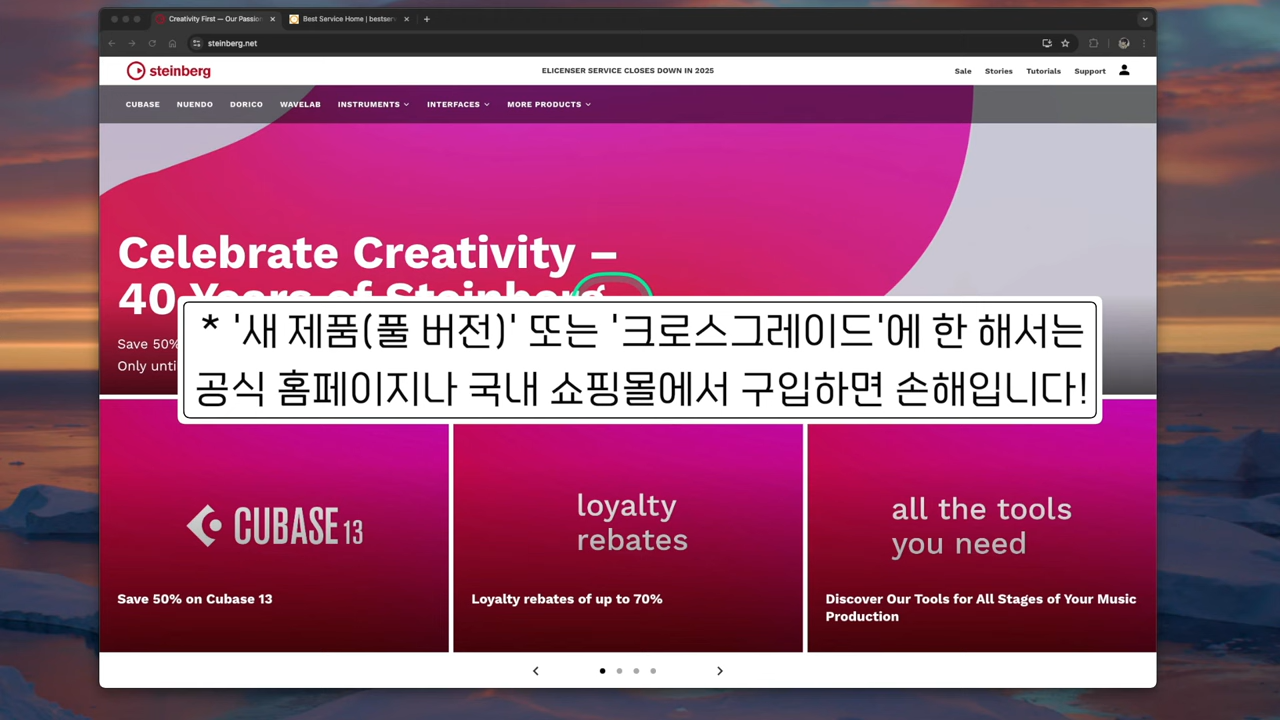 Creativity First — Our Passion
Best Service Home | bestserv
steinberg.net
steinberg
ELICENSER SERVICE CLOSES DOWN IN 2025
Sale Stories Tutorials Support
CUBASE NUENDO DORICO WAVELAB INSTRUMENTS INTERFACES MORE PRODUCTS
Celebrate Creativity –
40 Years of Steinberg
Save 50%
Only unti
* '새 제품(풀 버전)' 또는 '크로스그레이드'에 한 해서는
공식 홈페이지나 국내 쇼핑몰에서 구입하면 손해입니다!
CUBASE 13
Save 50% on Cubase 13
loyalty
rebates
Loyalty rebates of up to 70%
all the tools
you need
Discover Our Tools for All Stages of Your Music
Production